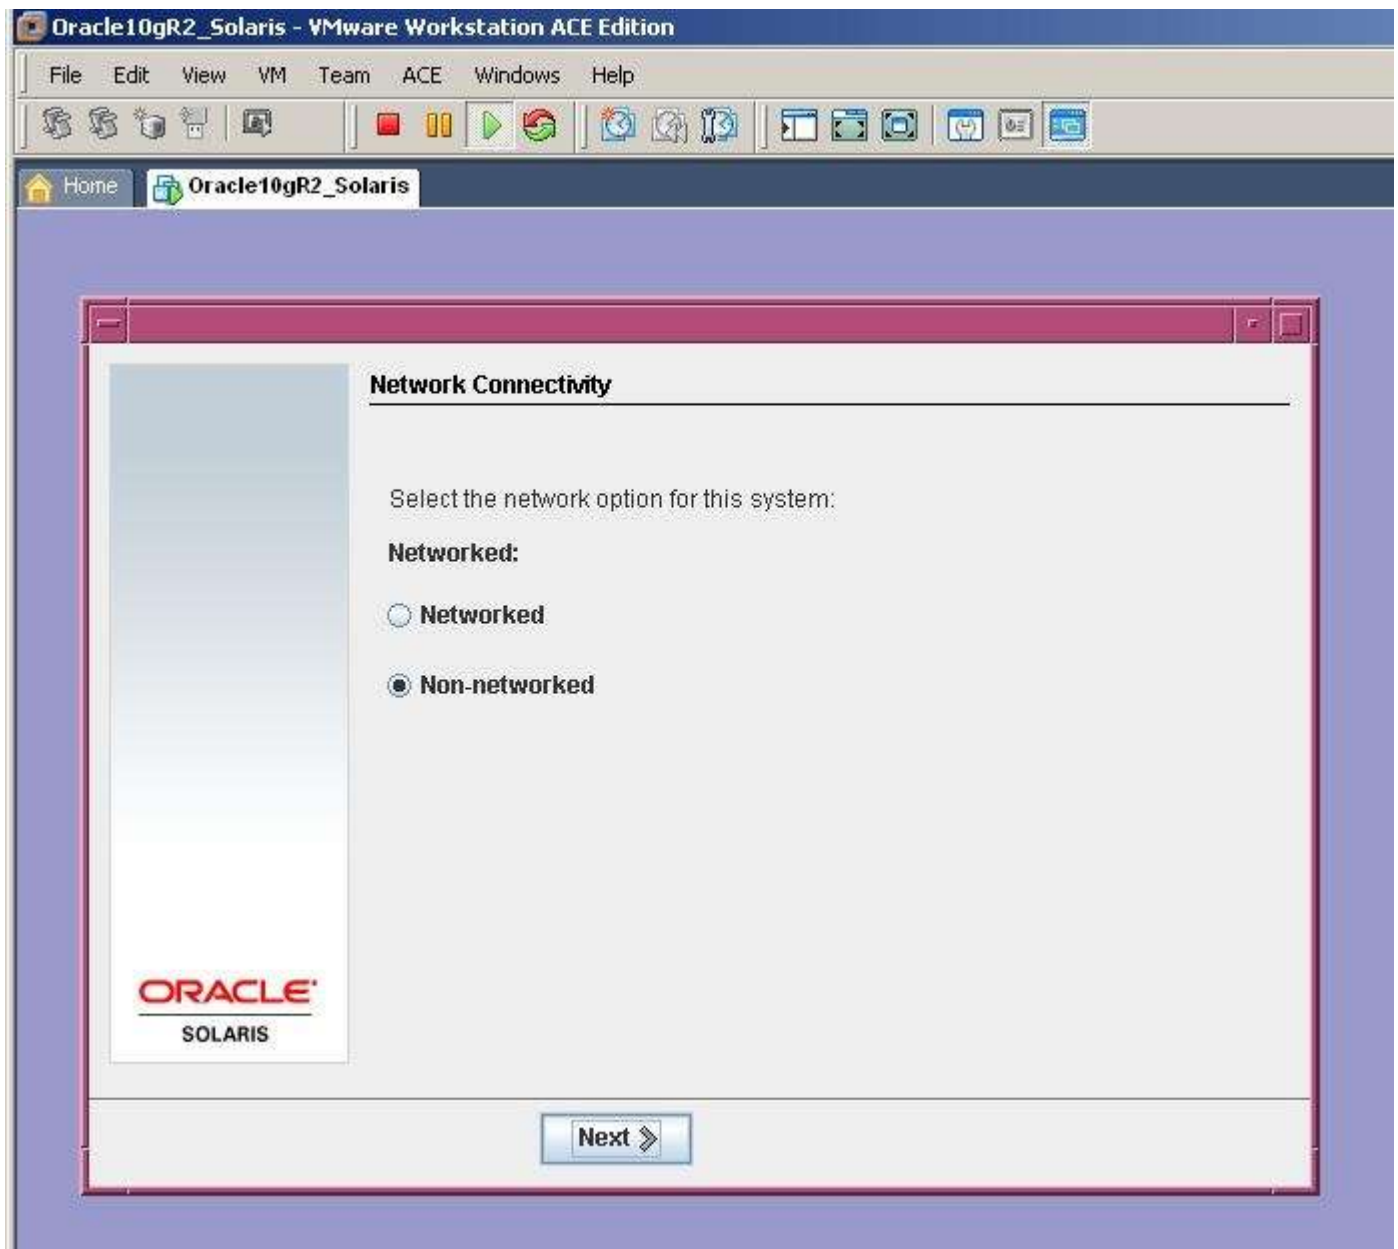 Oracle10gR2_Solaris - VMware Workstation ACE Edition
File Edit View VM Team ACE Windows Help
Home Oracle10gR2_Solaris
Network Connectivity
Select the network option for this system:
Networked:
Networked
Non-networked
ORACLE
SOLARIS
Next